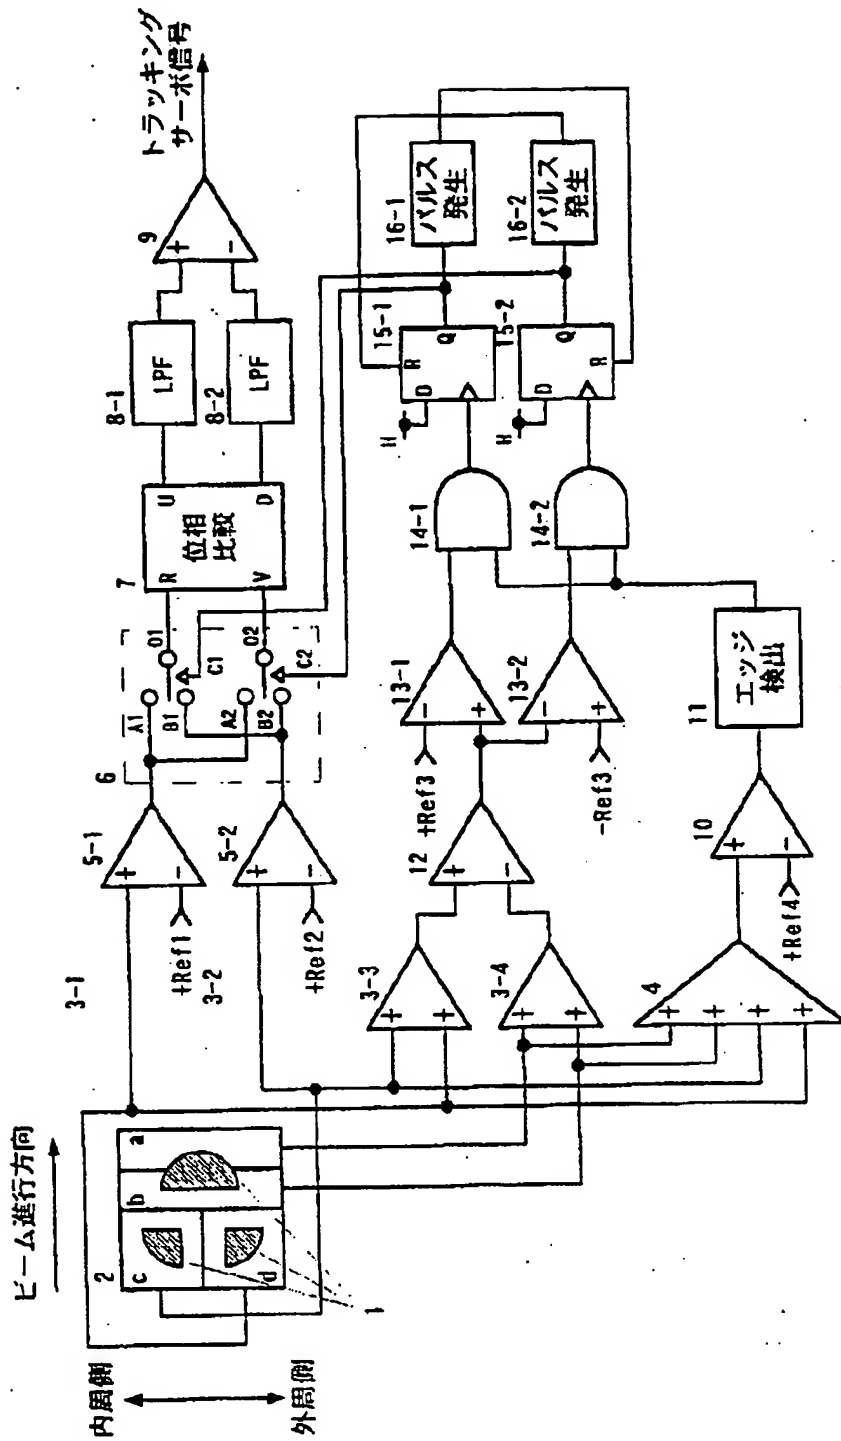 ビーム進行方向
内周側
外周側
2
a
b
c
d
1
3-1
3-2
5-1
+
-
+Ref1
5-2
+
-
+Ref2
6
A1
B1
O1
C1
A2
B2
O2
C2
7
R
V
U
D
位相
比較
8-1
LPF
8-2
LPF
9
+
-
トラッキング
サーボ信号
3-3
+
+
3-4
+
+
4
+
+
+
+
12
+
-
+Ref3
13-1
-
+
13-2
-
+
-Ref3
10
+
-
+Ref4
11
エッジ
検出
14-1
14-2
H
D
R
Q
15-1
H
D
R
Q
15-2
16-1
パルス
発生
16-2
パルス
発生